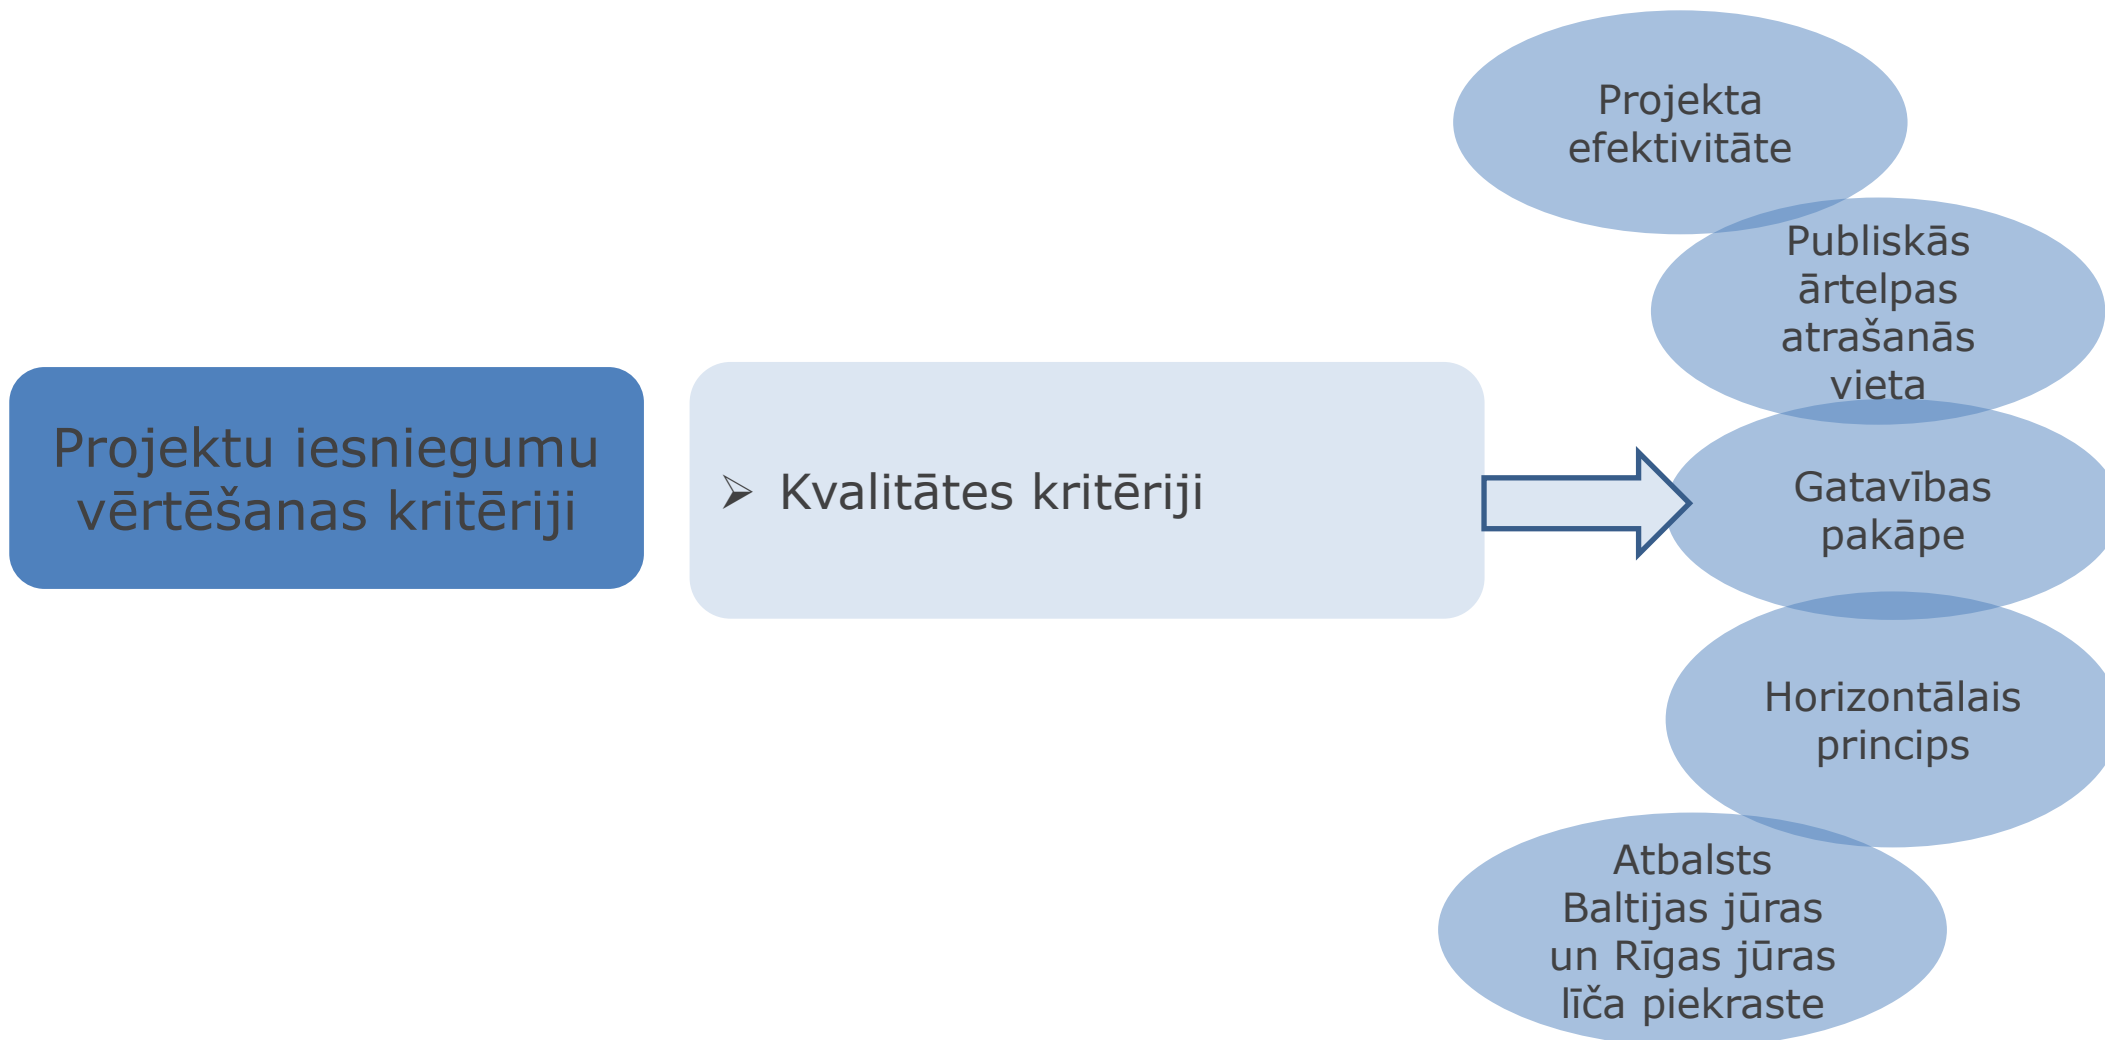 Projektu iesniegumu
vērtēšanas kritēriji
➢ Kvalitātes kritēriji
Projekta
efektivitāte
Publiskās
ārtelpas
atrašanās
vieta
Gatavības
pakāpe
Horizontālais
princips
Atbalsts
Baltijas jūras
un Rīgas jūras
līča piekraste